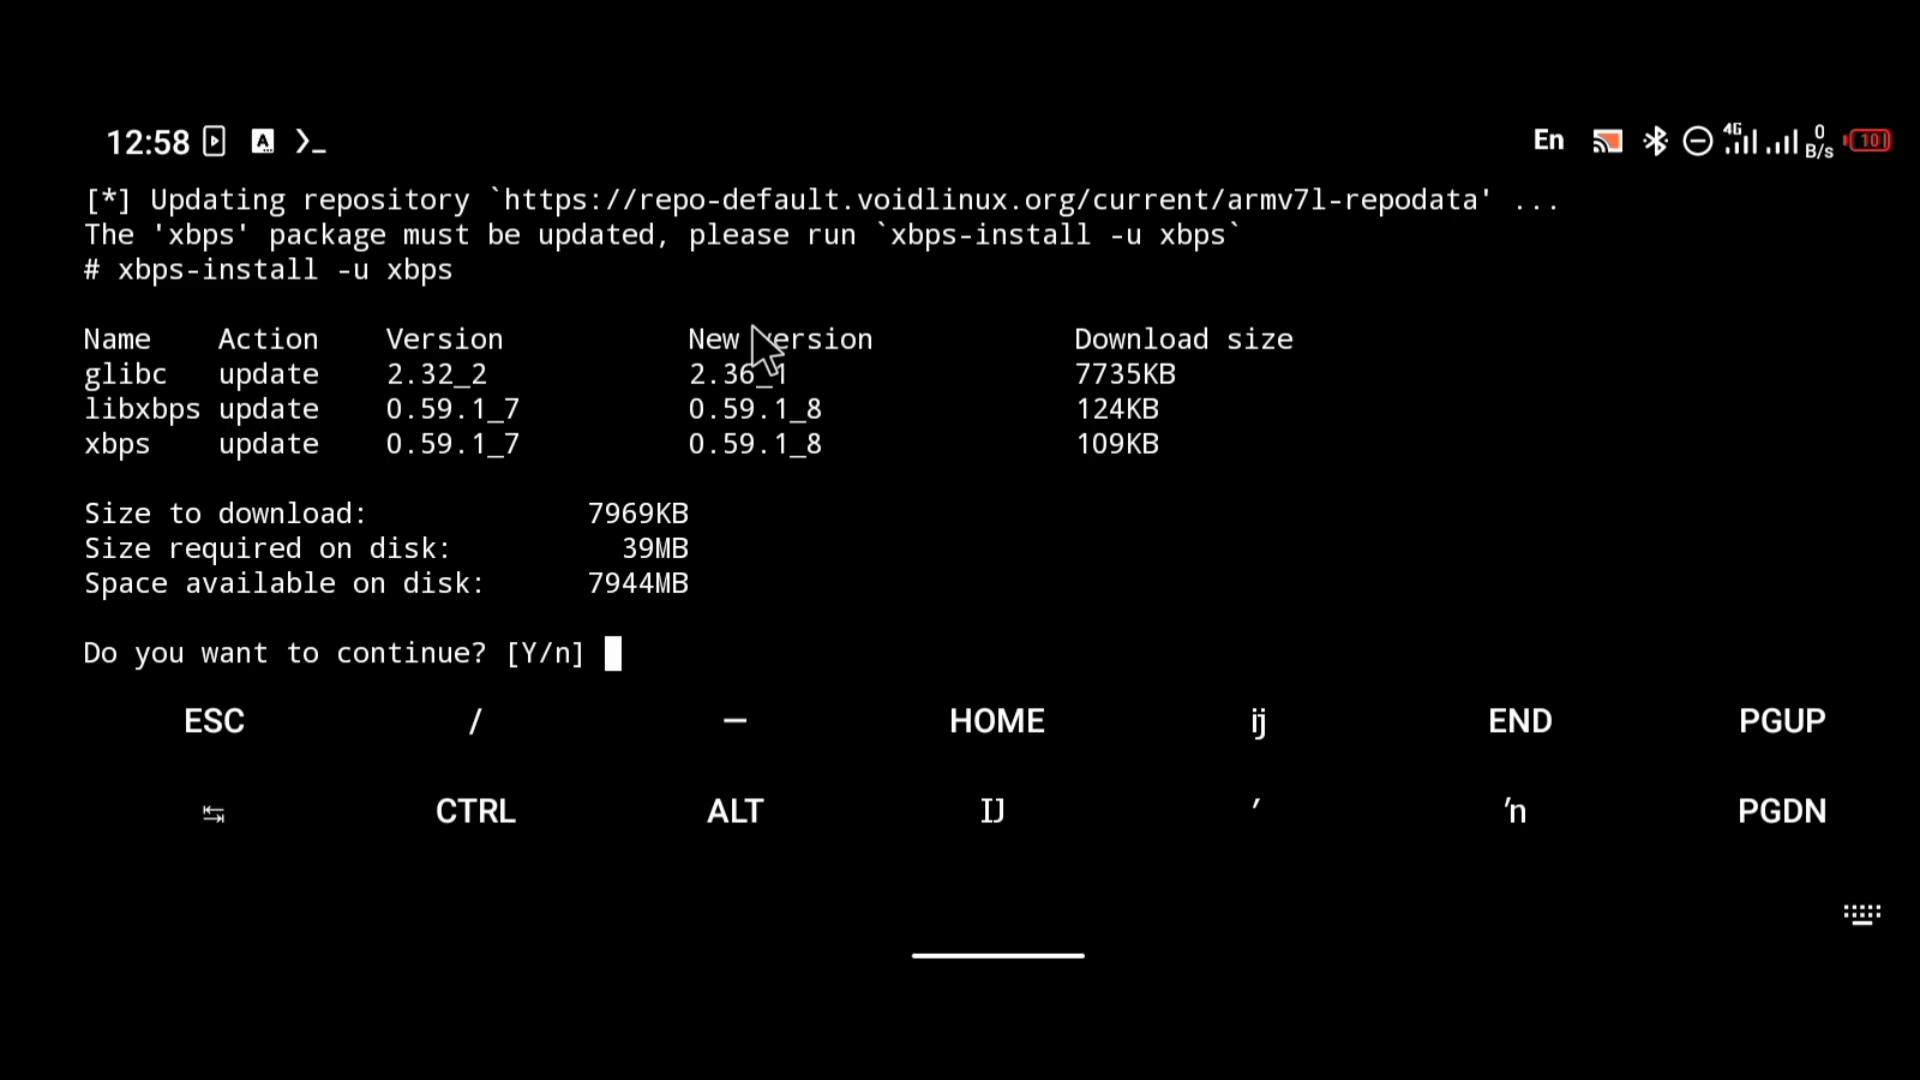 12:58 A En 4G 0 B/s 10
[*] Updating repository `https://repo-default.voidlinux.org/current/armv7l-repodata' ...
The 'xbps' package must be updated, please run `xbps-install -u xbps`
# xbps-install -u xbps
Name Action Version New version Download size
glibc update 2.32_2 2.36_1 7735KB
libxbps update 0.59.1_7 0.59.1_8 124KB
xbps update 0.59.1_7 0.59.1_8 109KB
Size to download: 7969KB
Size required on disk: 39MB
Space available on disk: 7944MB
Do you want to continue? [Y/n]
ESC / — HOME ĳ END PGUP
↹ CTRL ALT Ĳ ′ ŉ PGDN